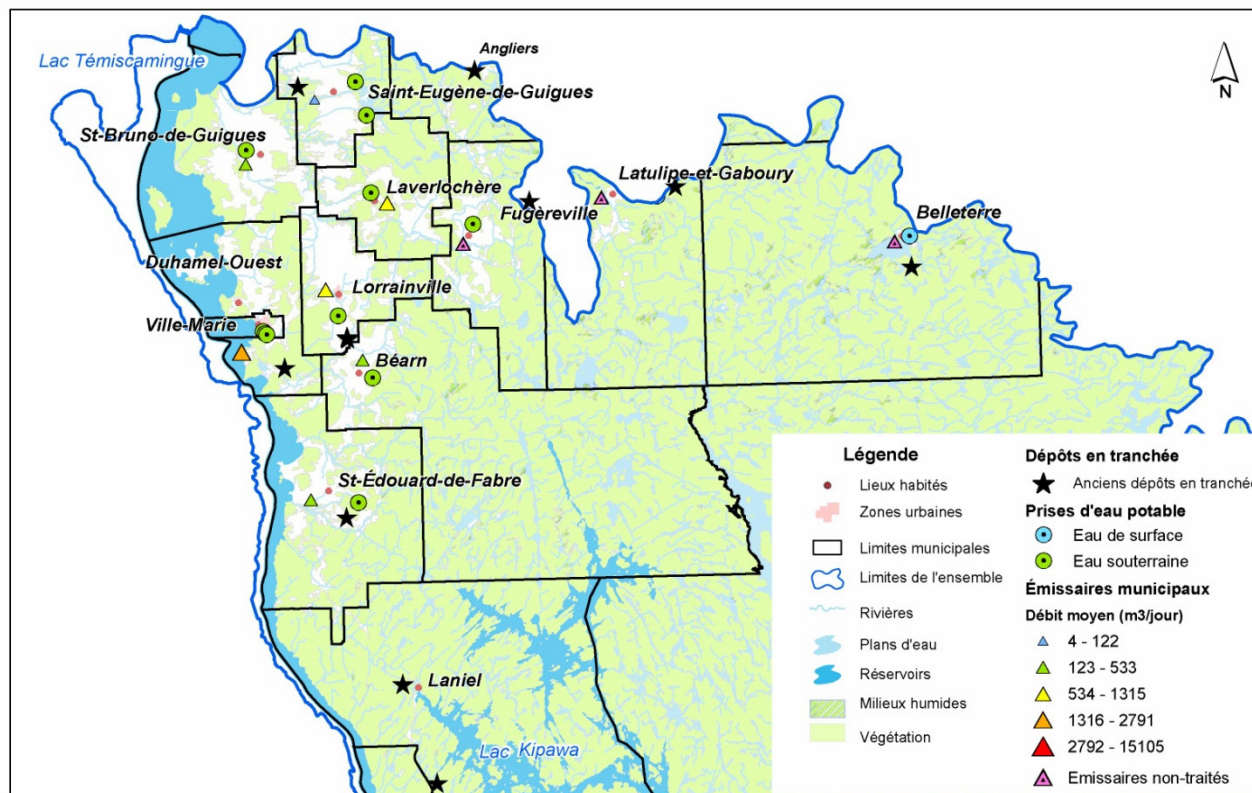 Lac Témiscamingue
Angliers
N
Saint-Eugène-de-Guigues
St-Bruno-de-Guigues
Laverlochère
Latulipe-et-Gaboury
Fugèreville
Belleterre
Duhamel-Ouest
Lorrainville
Ville-Marie
Béarn
St-Édouard-de-Fabre
Laniel
Lac Kipawa
Légende
Lieux habités
Zones urbaines
Limites municipales
Limites de l'ensemble
Rivières
Plans d'eau
Réservoirs
Milieux humides
Végétation
Dépôts en tranchée
Anciens dépôts en tranchée
Prises d'eau potable
Eau de surface
Eau souterraine
Émissaires municipaux
Débit moyen (m3/jour)
4 - 122
123 - 533
534 - 1315
1316 - 2791
2792 - 15105
Emissaires non-traités